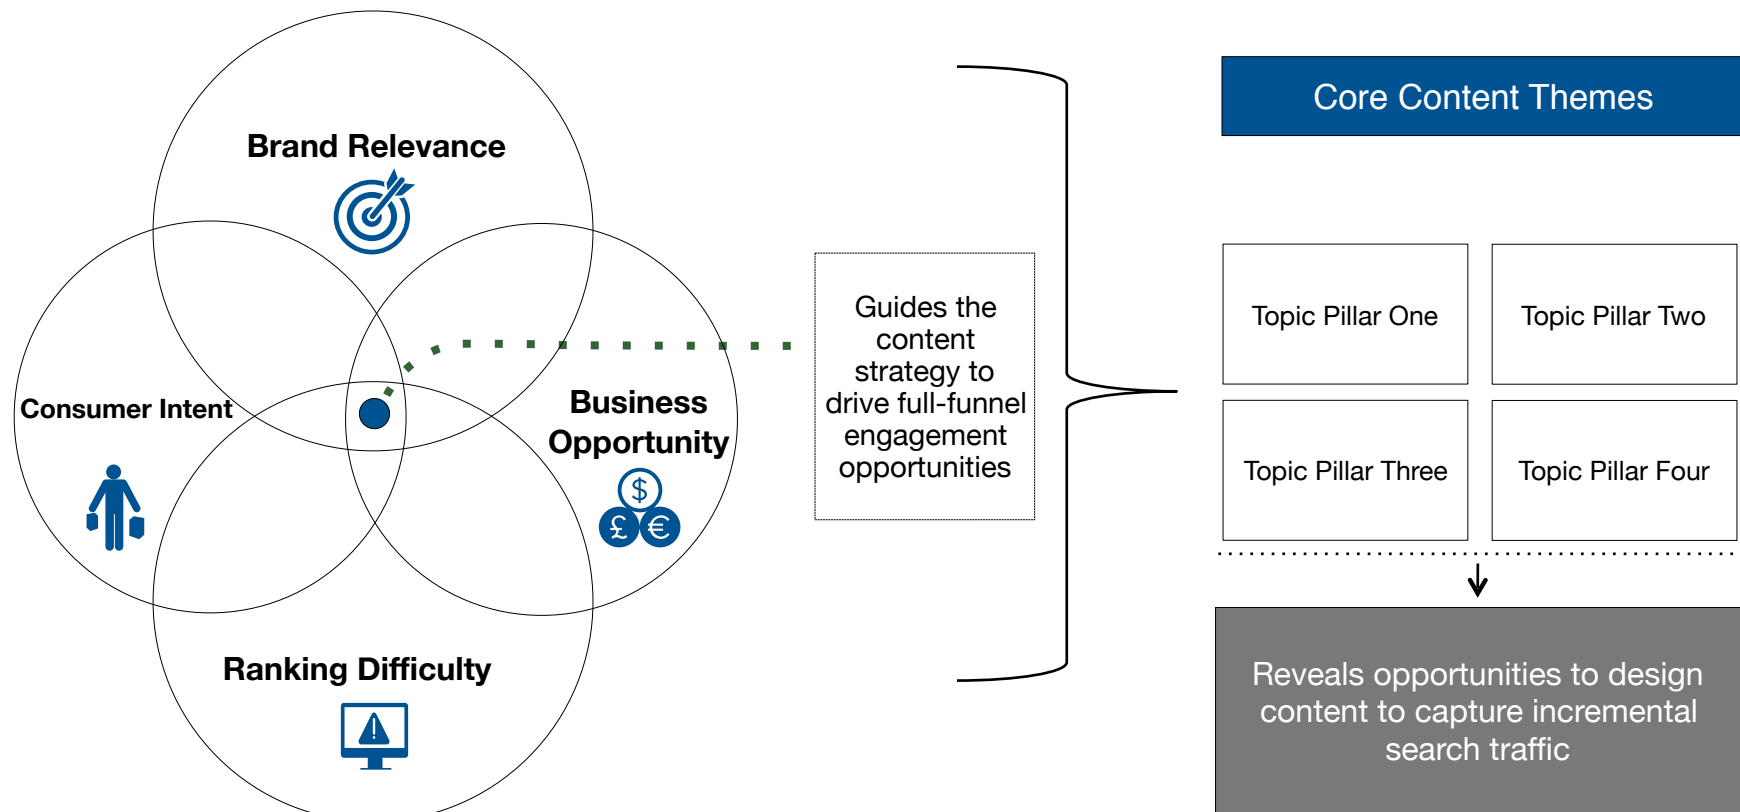 Brand Relevance
Consumer Intent
Business
Opportunity
$
£ €
Ranking Difficulty
Guides the
content
strategy to
drive full-funnel
engagement
opportunities
Core Content Themes
Topic Pillar One
Topic Pillar Two
Topic Pillar Three
Topic Pillar Four
Reveals opportunities to design
content to capture incremental
search traffic